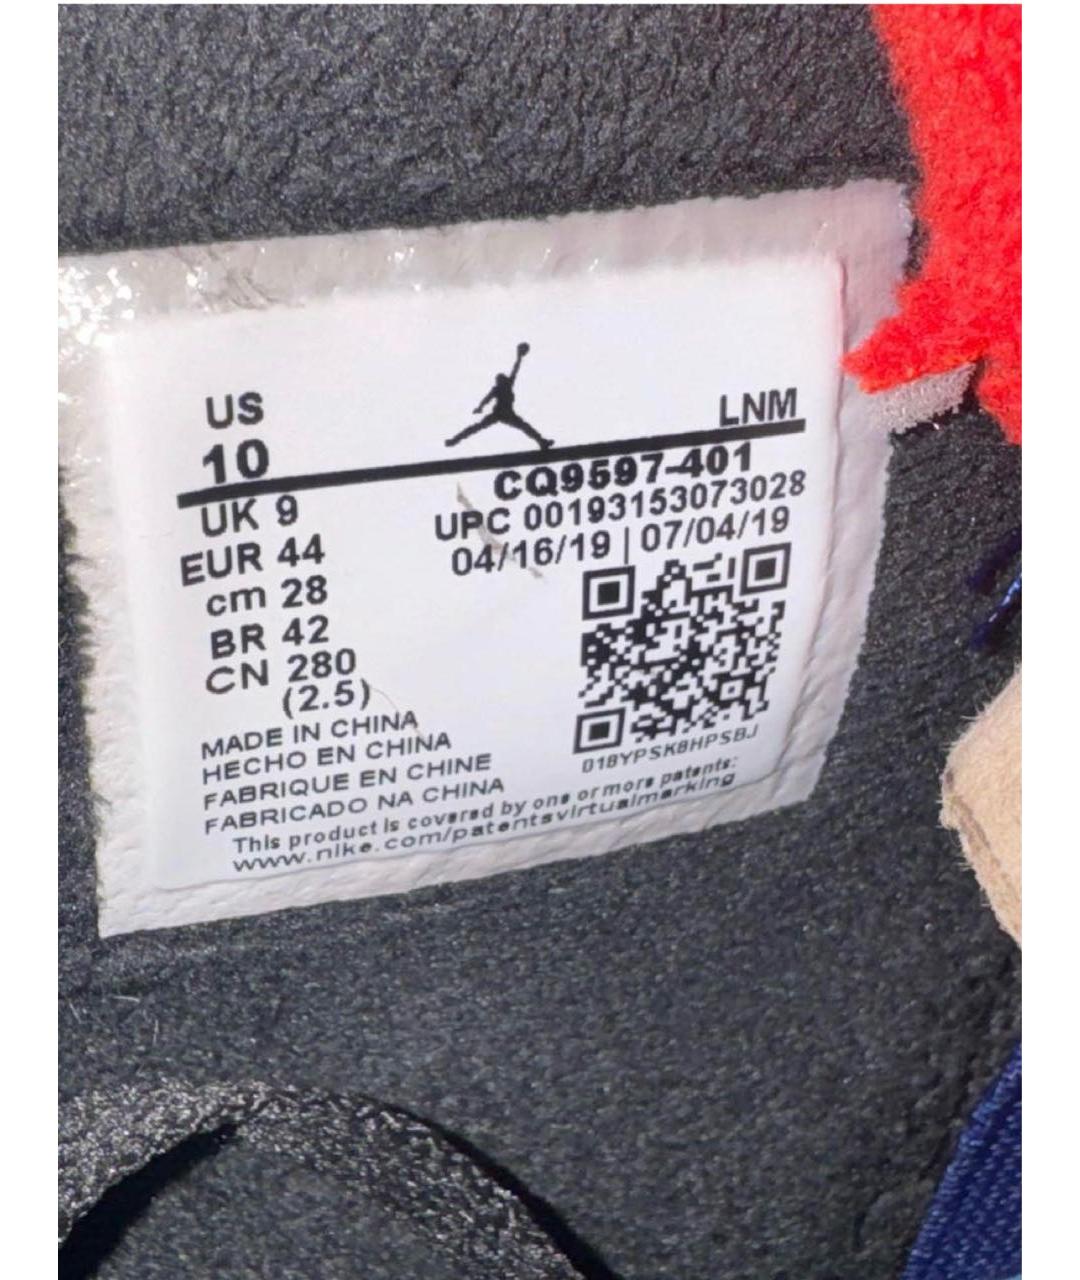 US
10
LNM
UK 9
EUR 44
cm 28
BR 42
CN 280
(2.5)
CQ9597-401
UPC 00193153073028
04/16/19 | 07/04/19
018YPSK8HPSBJ
MADE IN CHINA
HECHO EN CHINA
FABRIQUE EN CHINE
FABRICADO NA CHINA
This product is covered by one or more patents:
www.nike.com/patentsvirtualmarking